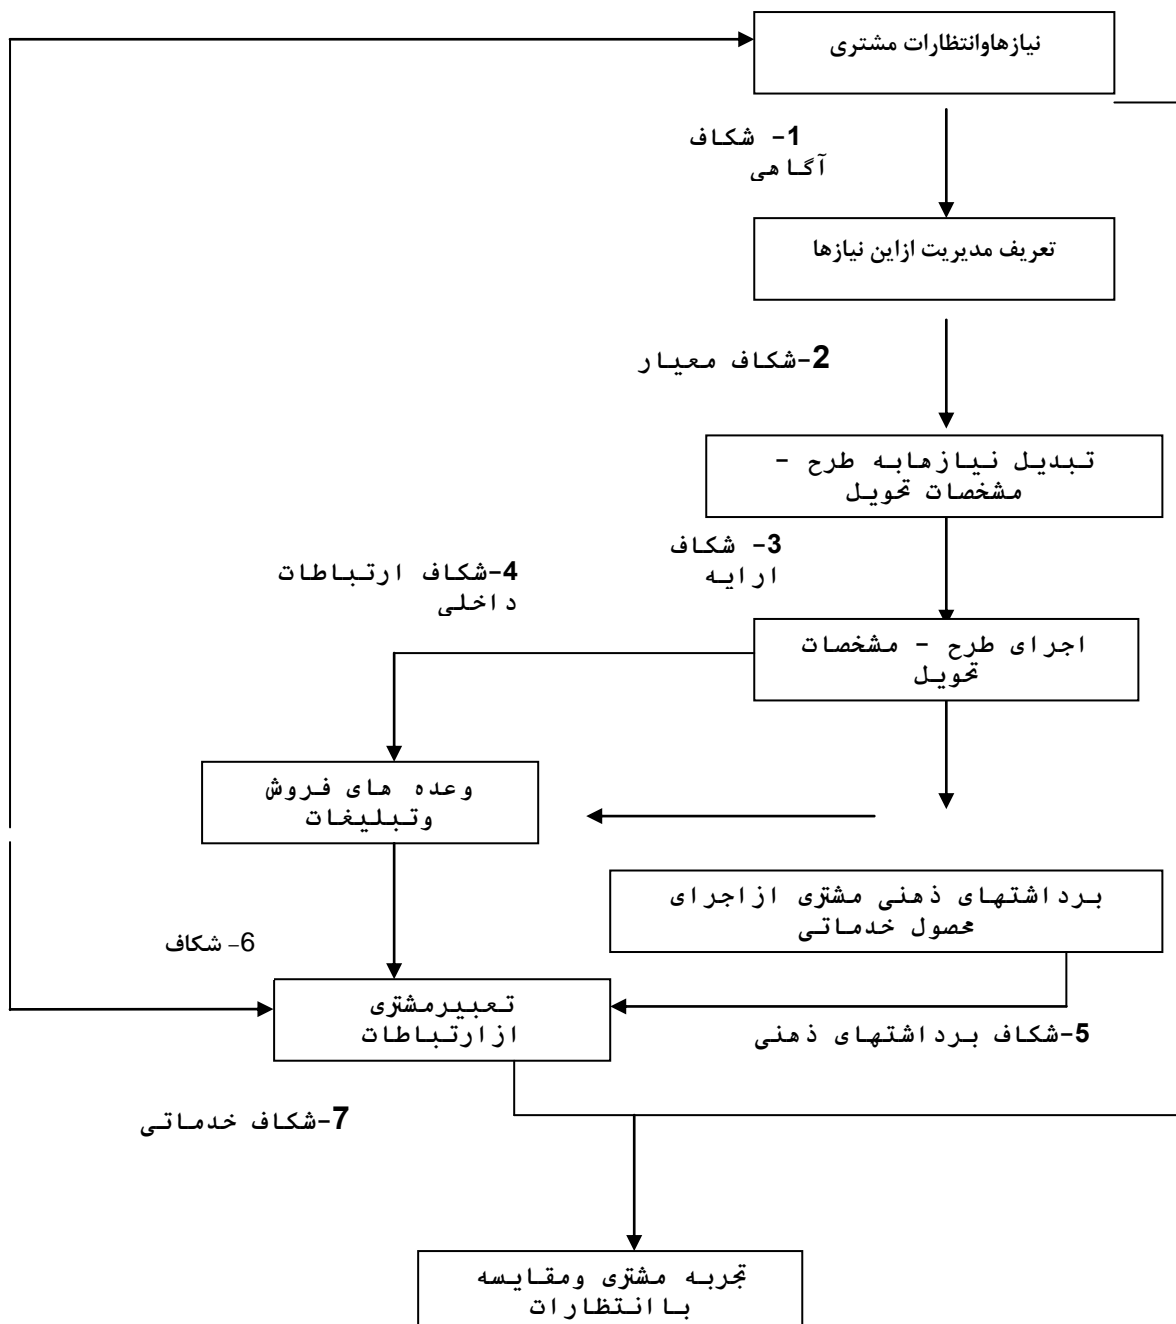 نیازهاوانتظارات مشتری
1- شکاف
آگاهی
تعریف مدیریت ازاین نیازها
2-شکاف معیار
تبدیل نیازهابه طرح -
مشخصات تحویل
3- شکاف
ارایه
4-شکاف ارتباطات
داخلی
اجرای طرح - مشخصات
تحویل
وعده های فروش
وتبلیغات
برداشتهای ذهنی مشتری ازاجرای
محصول خدماتی
6- شکاف
تعبیرمشتری
ازارتباطات
5-شکاف برداشتهای ذهنی
7-شکاف خدماتی
تجربه مشتری ومقایسه
باانتظارات